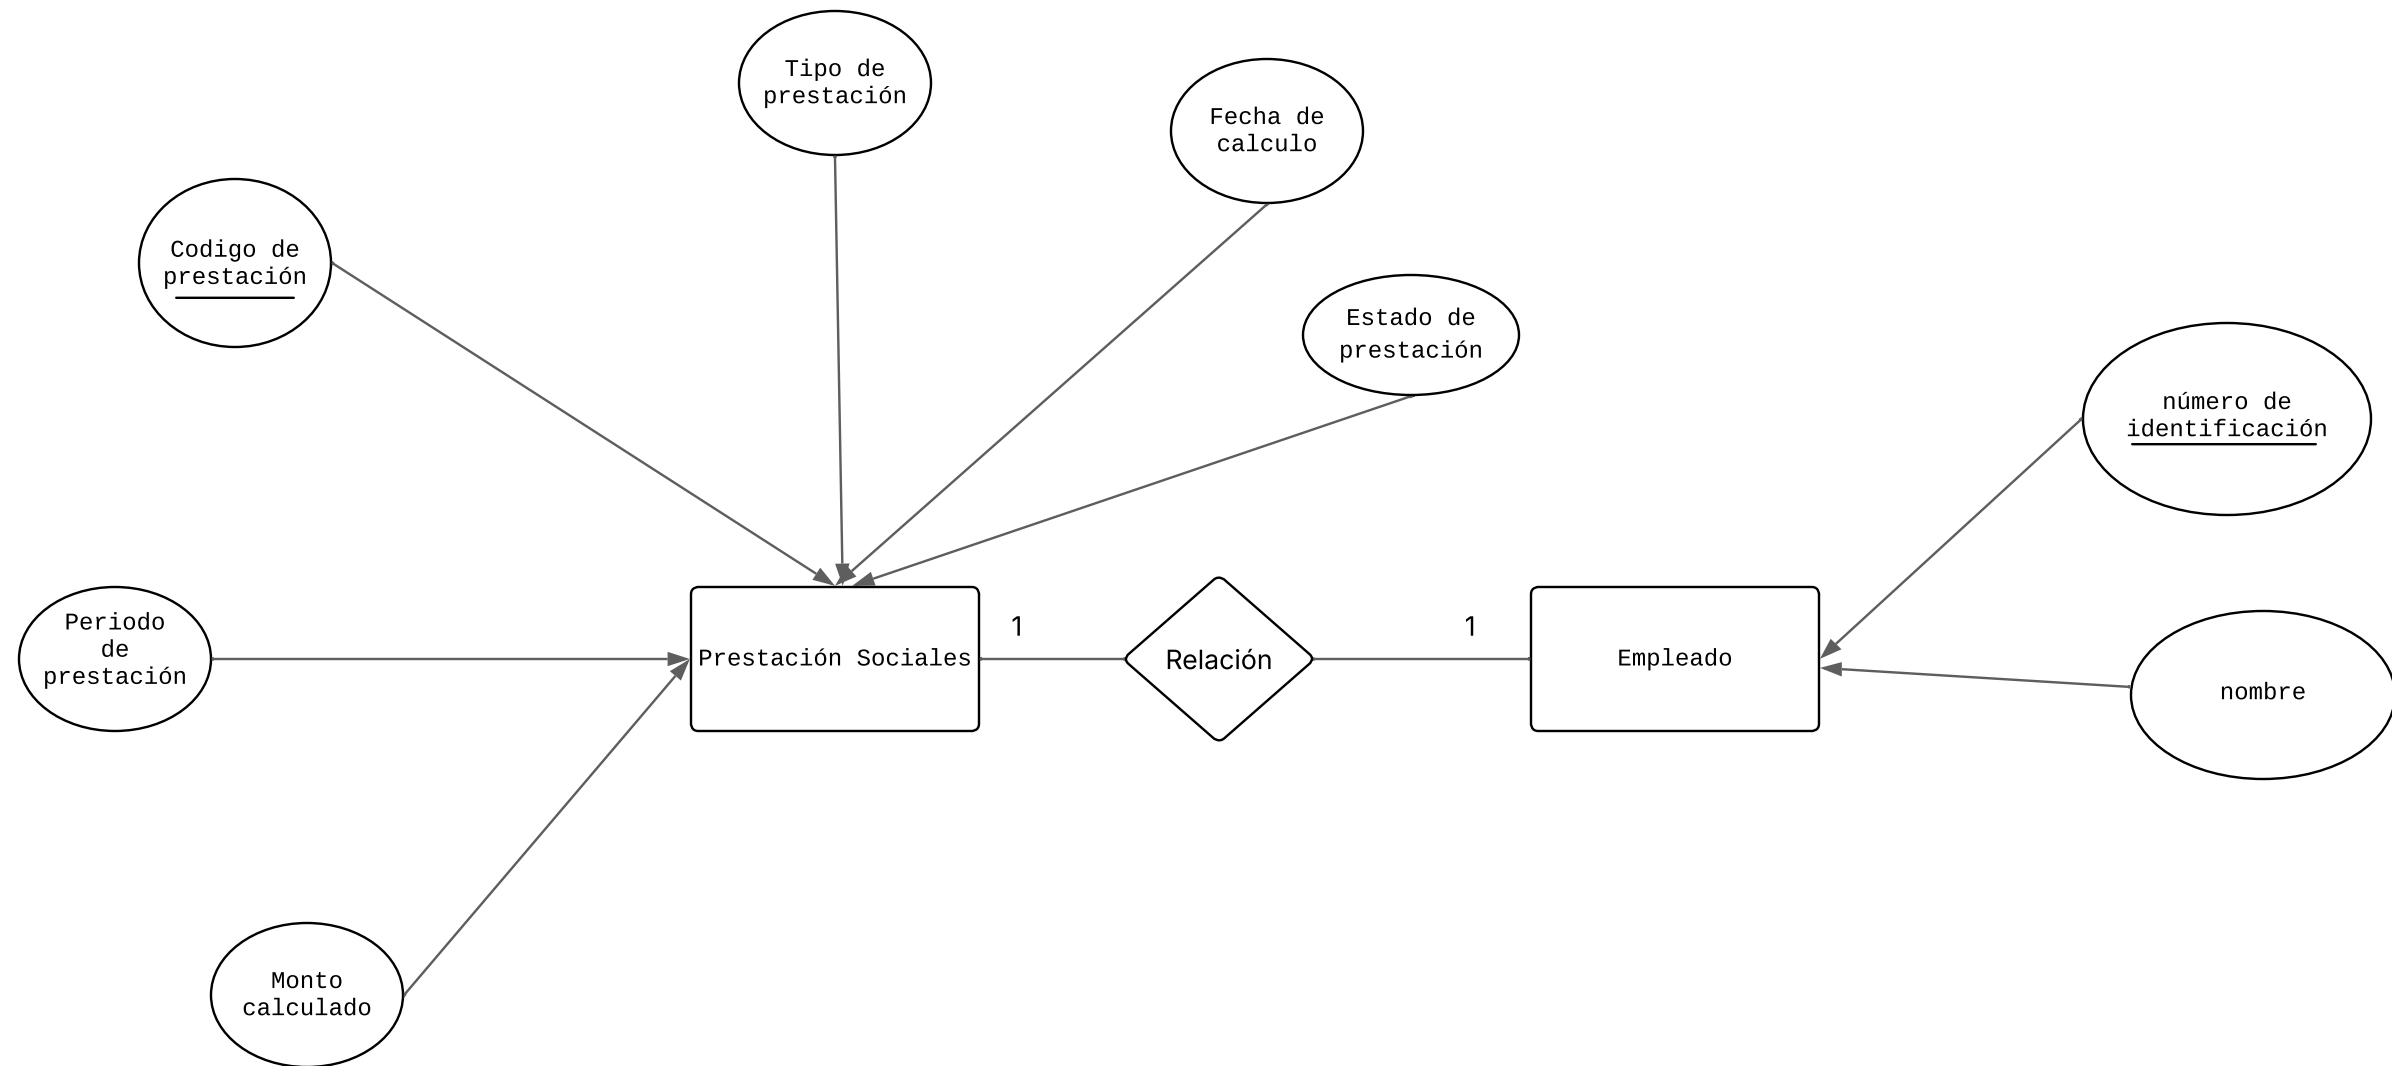 Tipo de
prestación
Fecha de
calculo
Codigo de
prestación
Estado de
prestación
número de
identificación
Periodo
de
prestación
Prestación Sociales
1
Relación
1
Empleado
nombre
Monto
calculado